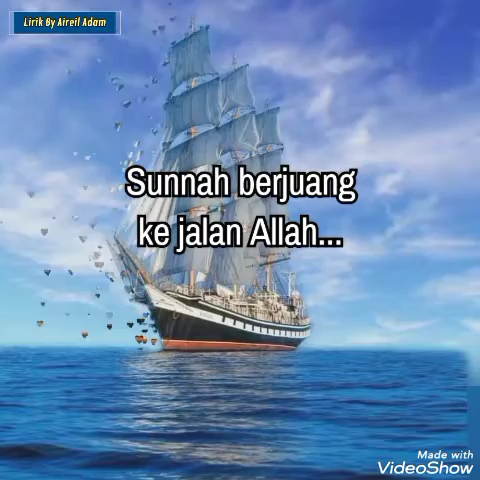 Lirik By Aireil Adam
Sunnah berjuang
ke jalan Allah...
Made with
VideoShow